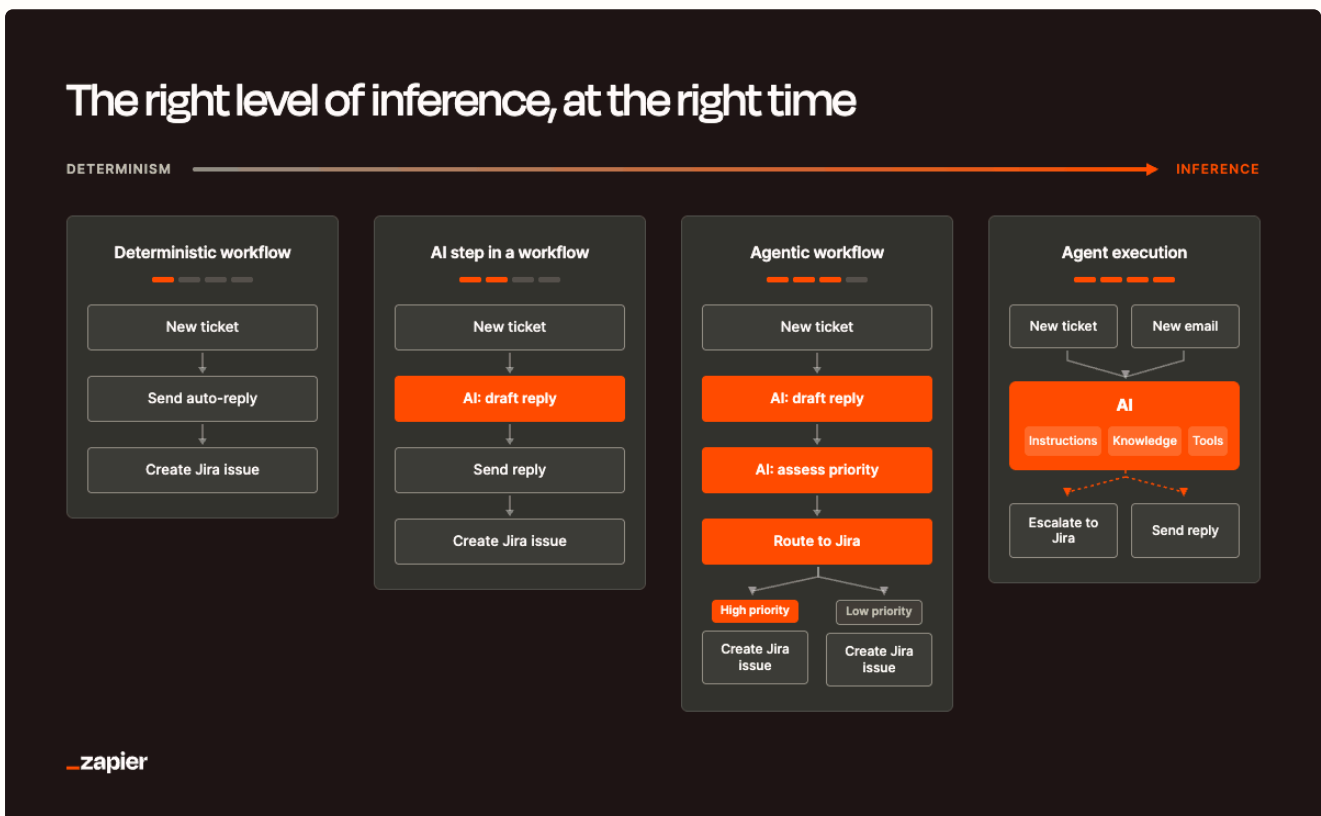 The right level of inference, at the right time
DETERMINISM
INFERENCE
Deterministic workflow
New ticket
Send auto-reply
Create Jira issue
AI step in a workflow
New ticket
AI: draft reply
Send reply
Create Jira issue
Agentic workflow
New ticket
AI: draft reply
AI: assess priority
Route to Jira
High priority
Low priority
Create Jira
issue
Create Jira
issue
Agent execution
New ticket
New email
AI
Instructions
Knowledge
Tools
Escalate to
Jira
Send reply
_zapier